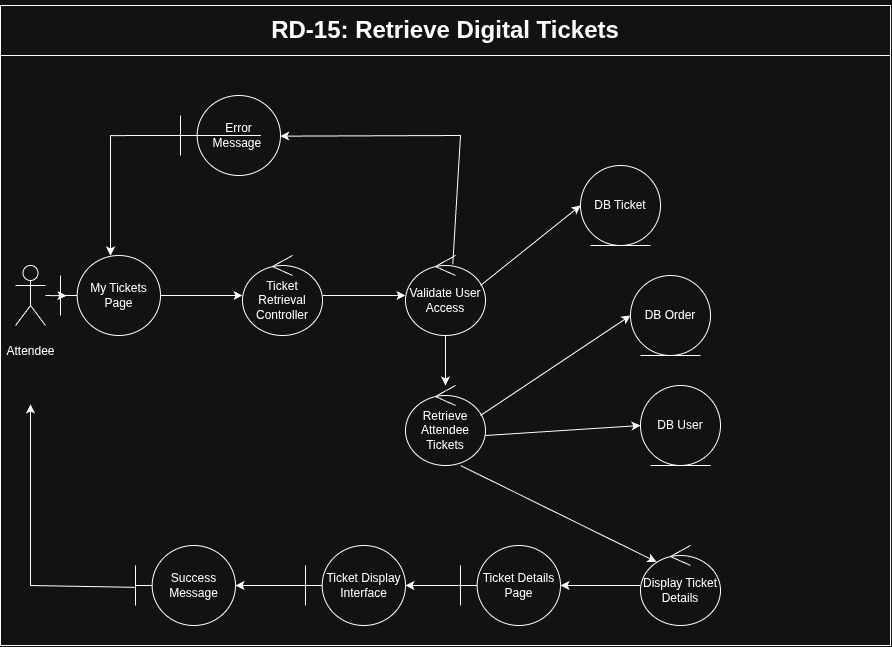 RD-15: Retrieve Digital Tickets
Error
Message
DB Ticket
My Tickets
Page
Ticket
Retrieval
Controller
Validate User
Access
DB Order
Attendee
Retrieve
Attendee
Tickets
DB User
Success
Message
Ticket Display
Interface
Ticket Details
Page
Display Ticket
Details